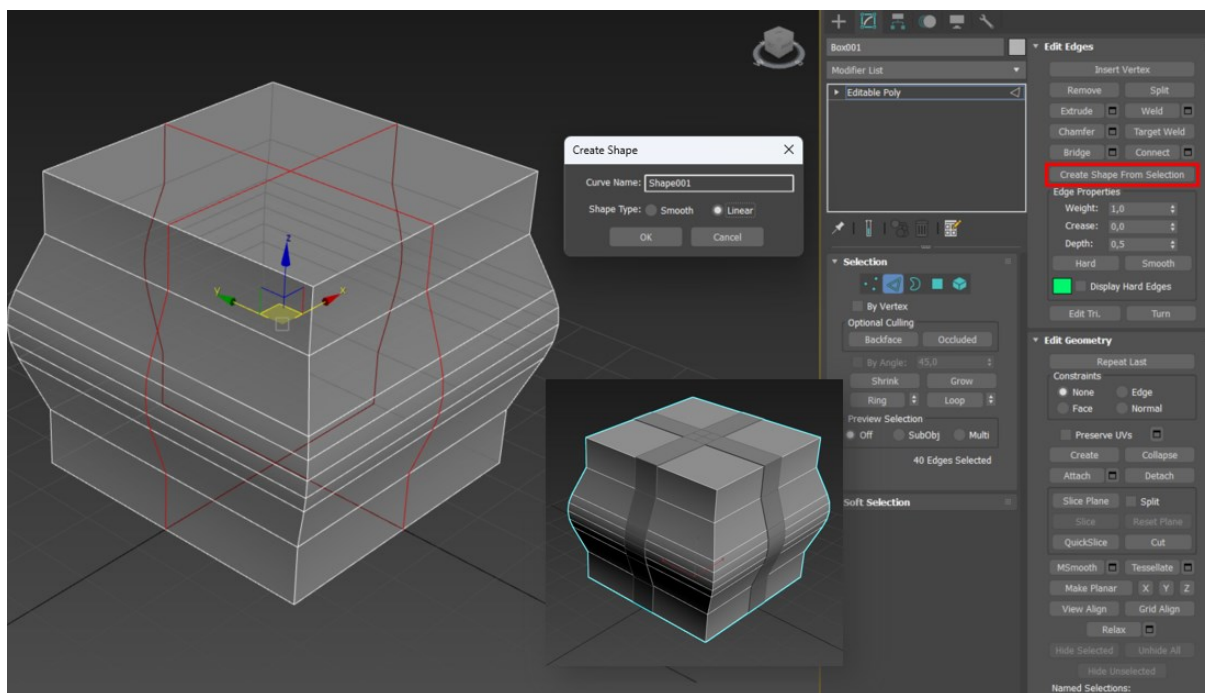 Box001
Modifier List
Editable Poly
Create Shape
Curve Name: Shape001
Shape Type: Smooth Linear
OK Cancel
z
y
x
Selection
By Vertex
Optional Culling
Backface Occluded
By Angle: 45,0
Shrink Grow
Ring Loop
Preview Selection
Off SubObj Multi
40 Edges Selected
Soft Selection
Edit Edges
Insert Vertex
Remove Split
Extrude Weld
Chamfer Target Weld
Bridge Connect
Create Shape From Selection
Edge Properties
Weight: 1,0
Crease: 0,0
Depth: 0,5
Hard Smooth
Display Hard Edges
Edit Tri. Turn
Edit Geometry
Repeat Last
Constraints
None Edge
Face Normal
Preserve UVs
Create Collapse
Attach Detach
Slice Plane Split
Slice Reset Plane
QuickSlice Cut
MSmooth Tessellate
Make Planar X Y Z
View Align Grid Align
Relax
Hide Selected Unhide All
Hide Unselected
Named Selections: